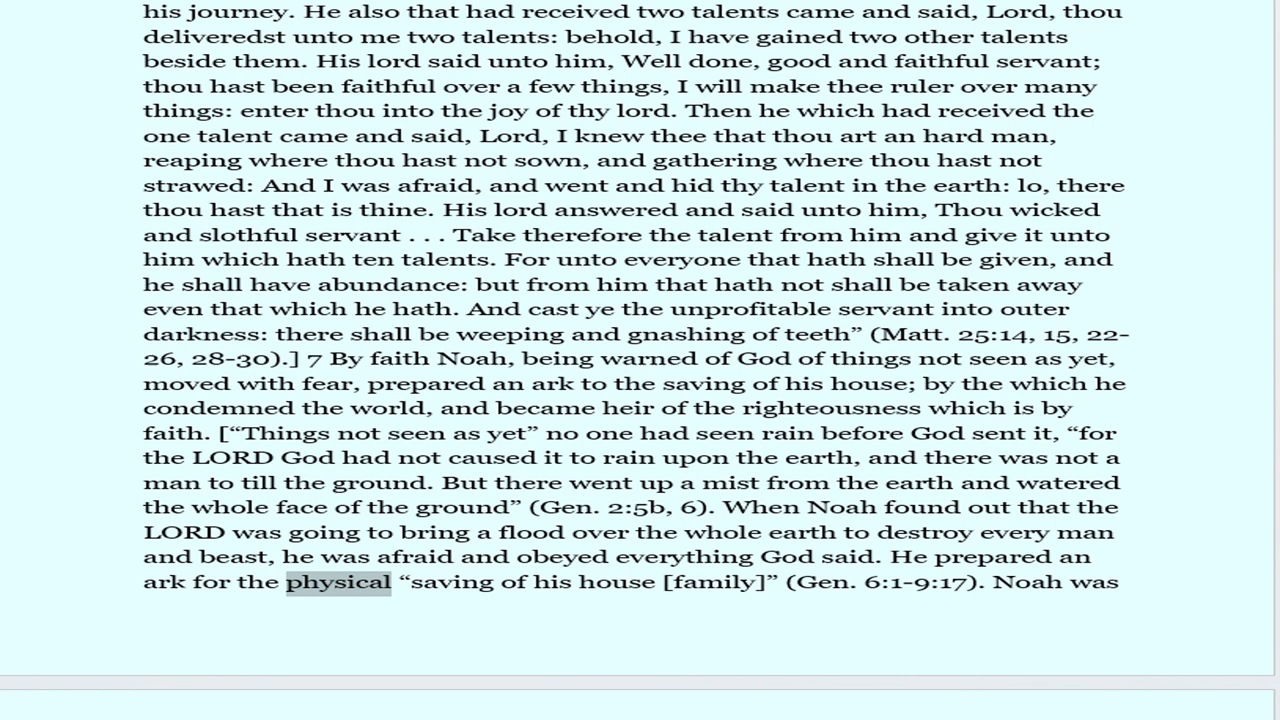 his journey. He also that had received two talents came and said, Lord, thou
deliveredst unto me two talents: behold, I have gained two other talents
beside them. His lord said unto him, Well done, good and faithful servant;
thou hast been faithful over a few things, I will make thee ruler over many
things: enter thou into the joy of thy lord. Then he which had received the
one talent came and said, Lord, I knew thee that thou art an hard man,
reaping where thou hast not sown, and gathering where thou hast not
strawed: And I was afraid, and went and hid thy talent in the earth: lo, there
thou hast that is thine. His lord answered and said unto him, Thou wicked
and slothful servant . . . Take therefore the talent from him and give it unto
him which hath ten talents. For unto everyone that hath shall be given, and
he shall have abundance: but from him that hath not shall be taken away
even that which he hath. And cast ye the unprofitable servant into outer
darkness: there shall be weeping and gnashing of teeth” (Matt. 25:14, 15, 22-
26, 28-30).] 7 By faith Noah, being warned of God of things not seen as yet,
moved with fear, prepared an ark to the saving of his house; by the which he
condemned the world, and became heir of the righteousness which is by
faith. [“Things not seen as yet” no one had seen rain before God sent it, “for
the LORD God had not caused it to rain upon the earth, and there was not a
man to till the ground. But there went up a mist from the earth and watered
the whole face of the ground” (Gen. 2:5b, 6). When Noah found out that the
LORD was going to bring a flood over the whole earth to destroy every man
and beast, he was afraid and obeyed everything God said. He prepared an
ark for the physical “saving of his house [family]” (Gen. 6:1-9:17). Noah was